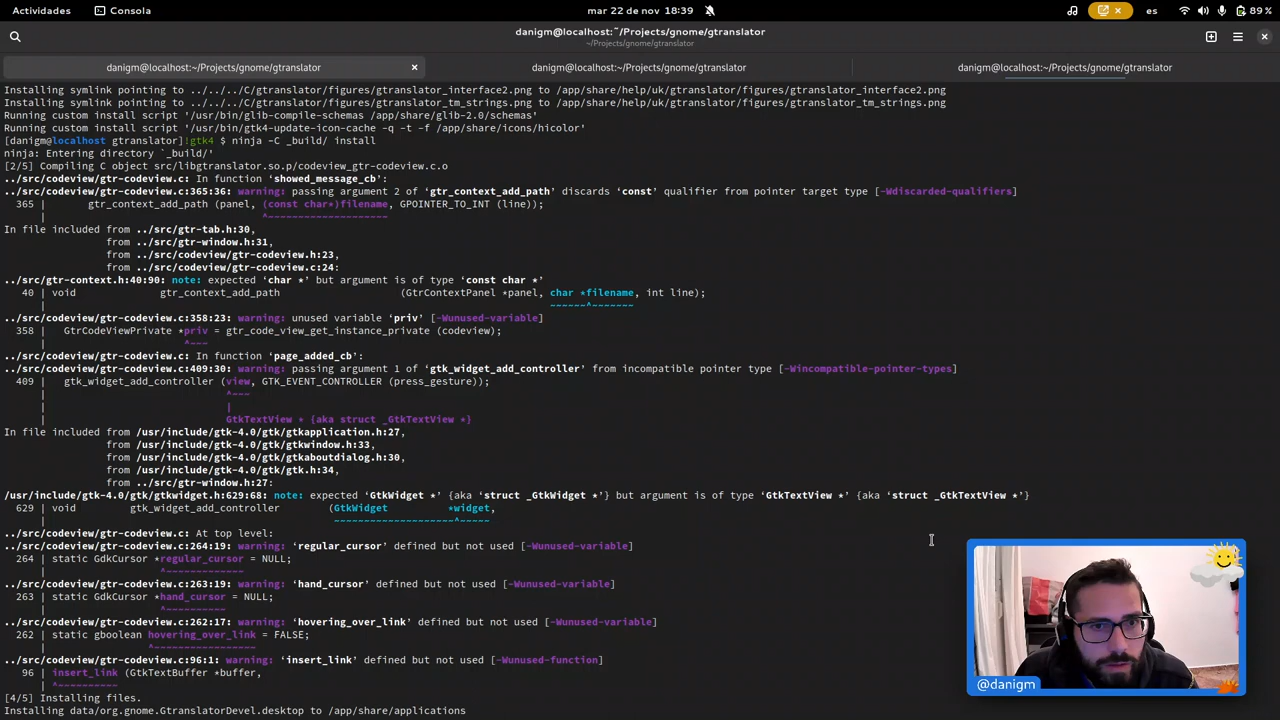 Actividades
Consola
mar 22 de nov 18:39
es
89 %
danigm@localhost:~/Projects/gnome/gtranslator
~/Projects/gnome/gtranslator
danigm@localhost:~/Projects/gnome/gtranslator
danigm@localhost:~/Projects/gnome/gtranslator
danigm@localhost:~/Projects/gnome/gtranslator
Installing symlink pointing to ../../../C/gtranslator/figures/gtranslator_interface2.png to /app/share/help/uk/gtranslator/figures/gtranslator_interface2.png
Installing symlink pointing to ../../../C/gtranslator/figures/gtranslator_tm_strings.png to /app/share/help/uk/gtranslator/figures/gtranslator_tm_strings.png
Running custom install script '/usr/bin/glib-compile-schemas /app/share/glib-2.0/schemas'
Running custom install script '/usr/bin/gtk4-update-icon-cache -q -t -f /app/share/icons/hicolor'
[danigm@localhost gtranslator]!gtk4 $ ninja -C _build/ install
ninja: Entering directory `_build/'
[2/5] Compiling C object src/libgtranslator.so.p/codeview_gtr-codeview.c.o
../src/codeview/gtr-codeview.c: In function ‘showed_message_cb’:
../src/codeview/gtr-codeview.c:365:36: warning: passing argument 2 of ‘gtr_context_add_path’ discards ‘const’ qualifier from pointer target type [-Wdiscarded-qualifiers]
365 | gtr_context_add_path (panel, (const char*)filename, GPOINTER_TO_INT (line));
| ^~~~~~~~~~~~~~~~~~~~~
In file included from ../src/gtr-tab.h:30,
from ../src/gtr-window.h:31,
from ../src/codeview/gtr-codeview.h:23,
from ../src/codeview/gtr-codeview.c:24:
../src/gtr-context.h:40:90: note: expected ‘char *’ but argument is of type ‘const char *’
40 | void gtr_context_add_path (GtrContextPanel *panel, char *filename, int line);
| ~~~~~~^~~~~~~~
../src/codeview/gtr-codeview.c:358:23: warning: unused variable ‘priv’ [-Wunused-variable]
358 | GtrCodeViewPrivate *priv = gtr_code_view_get_instance_private (codeview);
| ^~~~
../src/codeview/gtr-codeview.c: In function ‘page_added_cb’:
../src/codeview/gtr-codeview.c:409:30: warning: passing argument 1 of ‘gtk_widget_add_controller’ from incompatible pointer type [-Wincompatible-pointer-types]
409 | gtk_widget_add_controller (view, GTK_EVENT_CONTROLLER (press_gesture));
| ^~~~
| |
| GtkTextView * {aka struct _GtkTextView *}
In file included from /usr/include/gtk-4.0/gtk/gtkapplication.h:27,
from /usr/include/gtk-4.0/gtk/gtkwindow.h:33,
from /usr/include/gtk-4.0/gtk/gtkaboutdialog.h:30,
from /usr/include/gtk-4.0/gtk/gtk.h:34,
from ../src/gtr-window.h:27:
/usr/include/gtk-4.0/gtk/gtkwidget.h:629:68: note: expected ‘GtkWidget *’ {aka ‘struct _GtkWidget *’} but argument is of type ‘GtkTextView *’ {aka ‘struct _GtkTextView *’}
629 | void gtk_widget_add_controller (GtkWidget *widget,
| ~~~~~~~~~~~~~~~~~~~~~^~~~~~
../src/codeview/gtr-codeview.c: At top level:
../src/codeview/gtr-codeview.c:264:19: warning: ‘regular_cursor’ defined but not used [-Wunused-variable]
264 | static GdkCursor *regular_cursor = NULL;
| ^~~~~~~~~~~~~~
../src/codeview/gtr-codeview.c:263:19: warning: ‘hand_cursor’ defined but not used [-Wunused-variable]
263 | static GdkCursor *hand_cursor = NULL;
| ^~~~~~~~~~~
../src/codeview/gtr-codeview.c:262:17: warning: ‘hovering_over_link’ defined but not used [-Wunused-variable]
262 | static gboolean hovering_over_link = FALSE;
| ^~~~~~~~~~~~~~~~~~
../src/codeview/gtr-codeview.c:96:1: warning: ‘insert_link’ defined but not used [-Wunused-function]
96 | insert_link (GtkTextBuffer *buffer,
| ^~~~~~~~~~~
[4/5] Installing files.
Installing data/org.gnome.GtranslatorDevel.desktop to /app/share/applications
@danigm